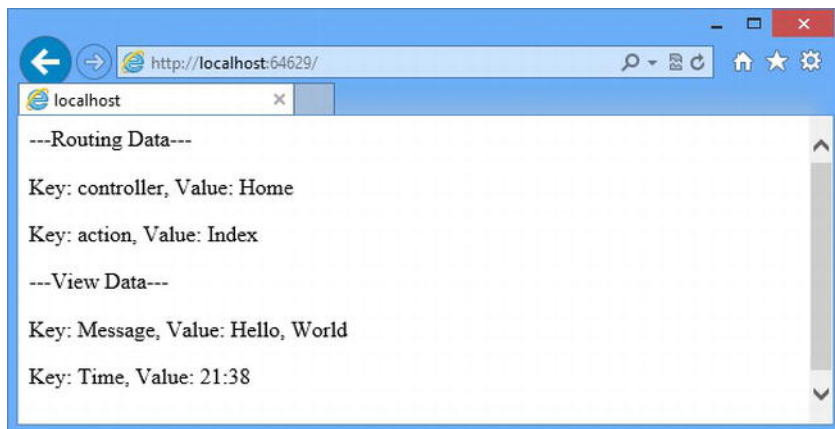 http://localhost:64629/
localhost
---Routing Data---
Key: controller, Value: Home
Key: action, Value: Index
---View Data---
Key: Message, Value: Hello, World
Key: Time, Value: 21:38